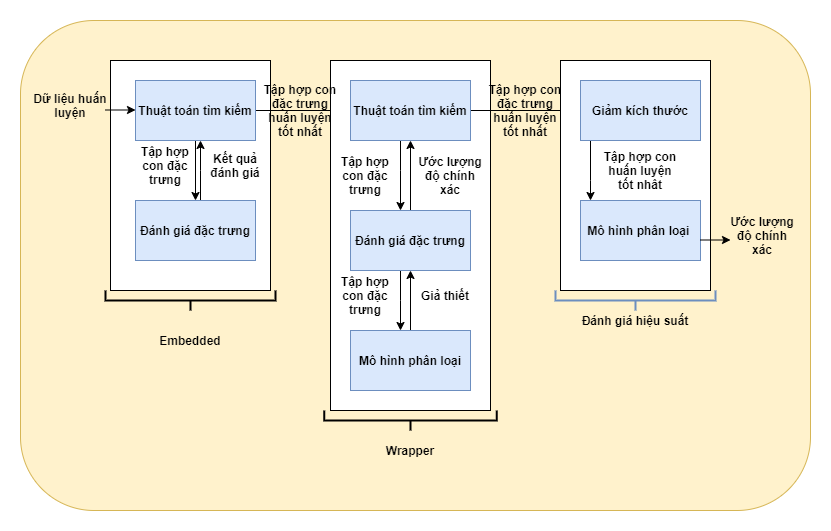 Dữ liệu huấn
luyện
Thuật toán tìm kiếm
Tập hợp
con đặc
trưng
Kết quả
đánh giá
Đánh giá đặc trưng
Embedded
Tập hợp con
đặc trưng
huấn luyện
tốt nhất
Thuật toán tìm kiếm
Tập hợp
con đặc
trưng
Ước lượng
độ chính
xác
Đánh giá đặc trưng
Tập hợp
con đặc
trưng
Giả thiết
Mô hình phân loại
Wrapper
Tập hợp con
đặc trưng
huấn luyện
tốt nhất
Giảm kích thước
Tập hợp con
huấn luyện
tốt nhât
Mô hình phân loại
Ước lượng
độ chính
xác
Đánh giá hiệu suất